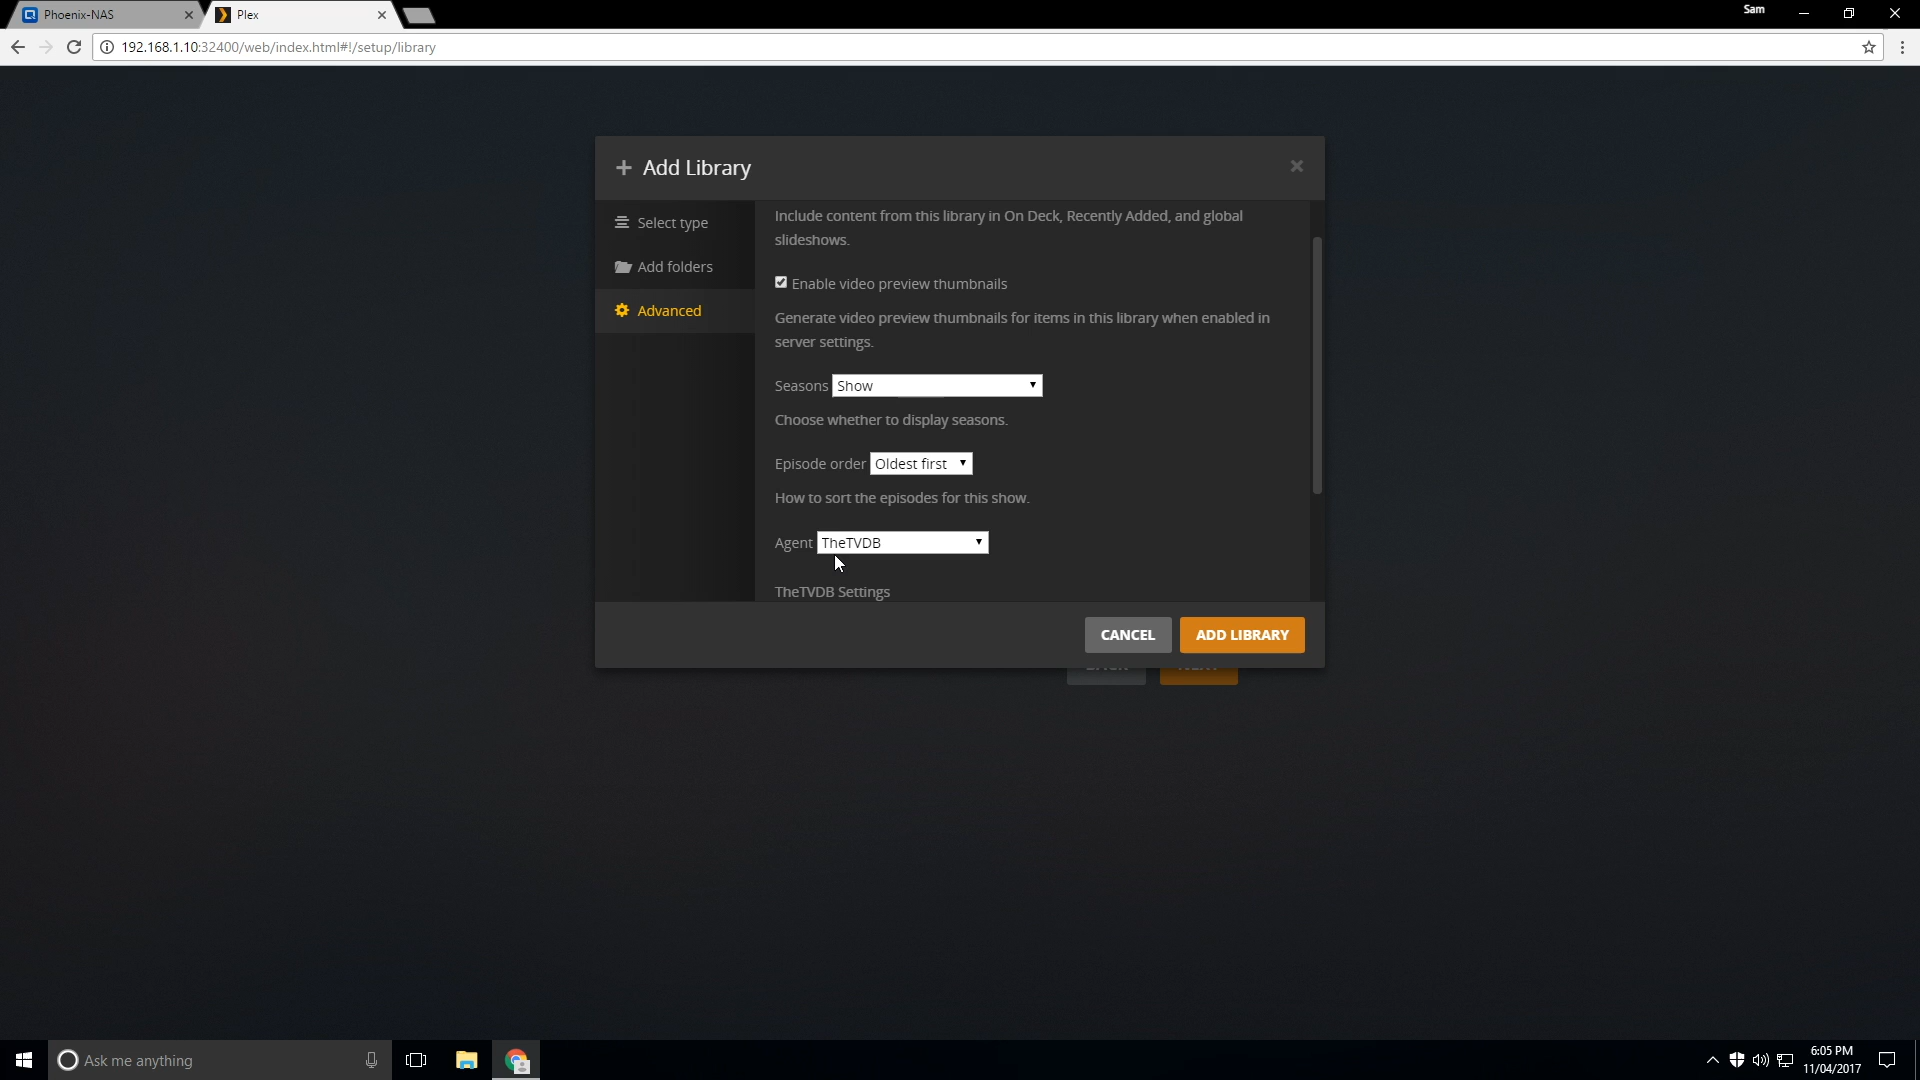 Phoenix-NAS
Plex
Sam
192.168.1.10:32400/web/index.html#!/setup/library
Add Library
Select type
Add folders
Advanced
Include content from this library in On Deck, Recently Added, and global
slideshows.
Enable video preview thumbnails
Generate video preview thumbnails for items in this library when enabled in
server settings.
Seasons Show
Choose whether to display seasons.
Episode order Oldest first
How to sort the episodes for this show.
Agent TheTVDB
TheTVDB Settings
CANCEL
ADD LIBRARY
Ask me anything
6:05 PM
11/04/2017